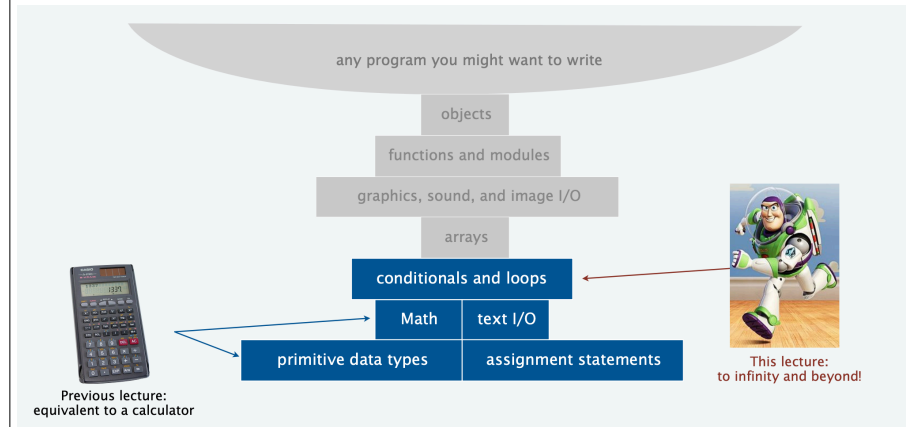 any program you might want to write
objects
functions and modules
graphics, sound, and image I/O
arrays
conditionals and loops
Math
text I/O
primitive data types
assignment statements
1337
Previous lecture:
equivalent to a calculator
This lecture:
to infinity and beyond!